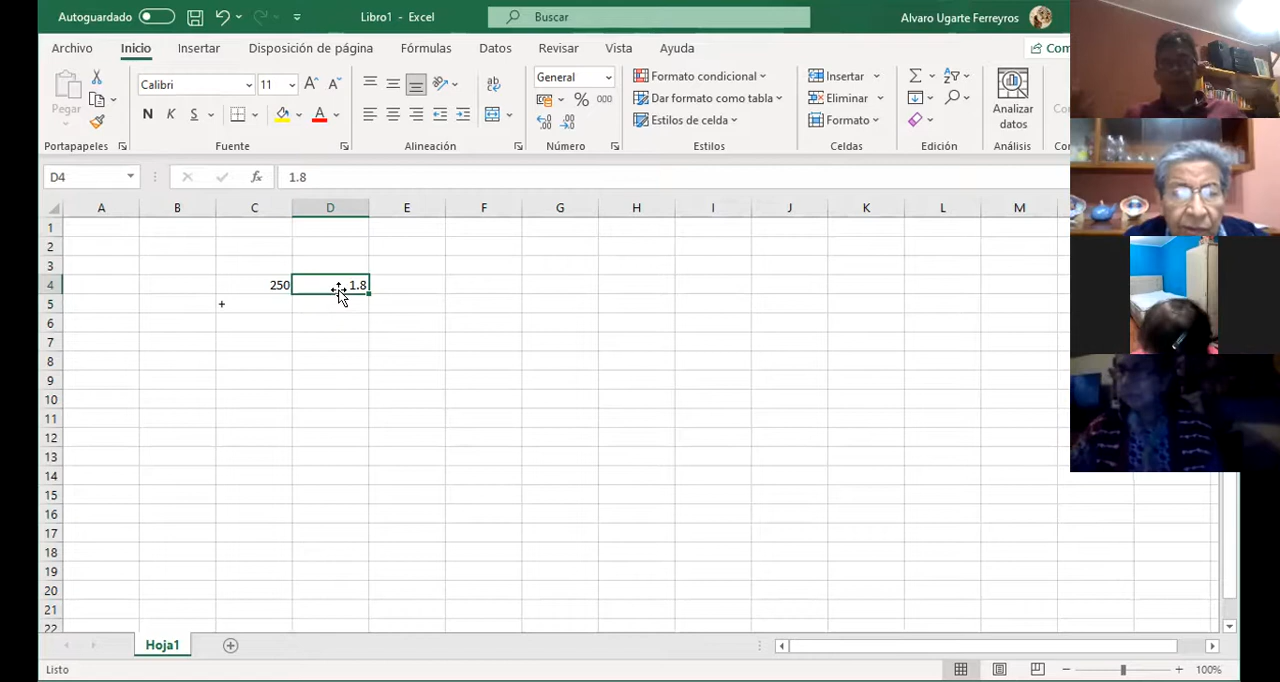 Autoguardado Libro1 - Excel Buscar Alvaro Ugarte Ferreyros
Archivo Inicio Insertar Disposición de página Fórmulas Datos Revisar Vista Ayuda Com
Pegar Calibri 11 General Formato condicional Insertar
N K S 000 Dar formato como tabla Eliminar Analizar datos
Estilos de celda Formato
Portapapeles Fuente Alineación Número Estilos Celdas Edición Análisis
D4 fx 1.8
A B C D E F G H I J K L M
1
2
3
4 250 1.8
5 +
6
7
8
9
10
11
12
13
14
15
16
17
18
19
20
21
22
Hoja1
Listo 100%